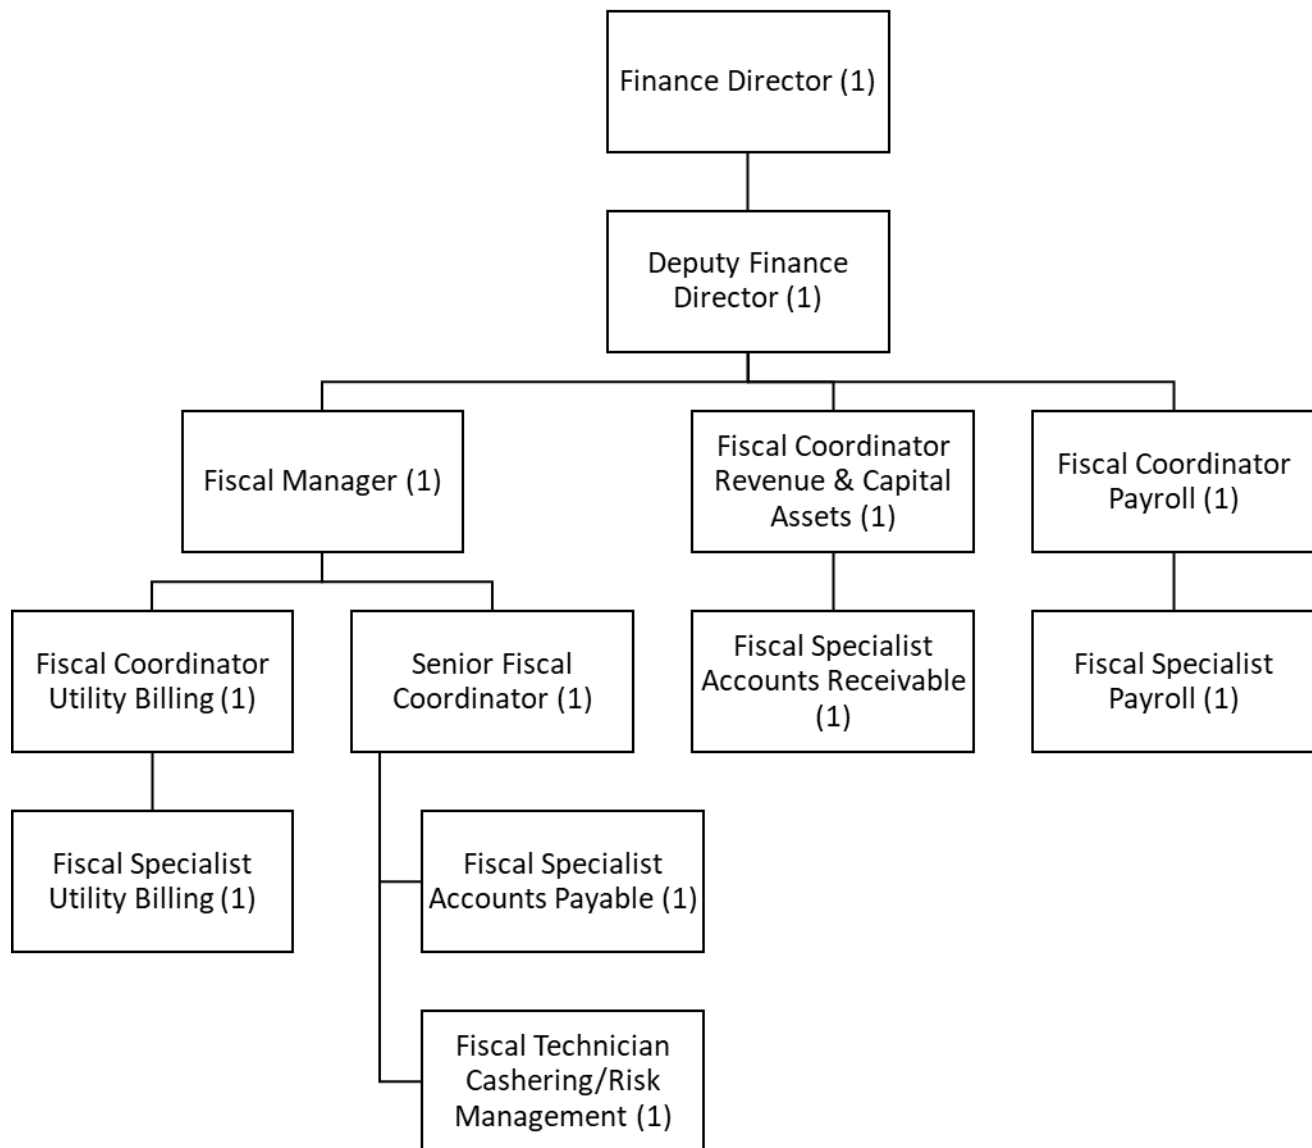 Finance Director (1)
Deputy Finance
Director (1)
Fiscal Manager (1)
Fiscal Coordinator
Revenue & Capital
Assets (1)
Fiscal Coordinator
Payroll (1)
Fiscal Coordinator
Utility Billing (1)
Senior Fiscal
Coordinator (1)
Fiscal Specialist
Accounts Receivable
(1)
Fiscal Specialist
Payroll (1)
Fiscal Specialist
Utility Billing (1)
Fiscal Specialist
Accounts Payable (1)
Fiscal Technician
Cashering/Risk
Management (1)